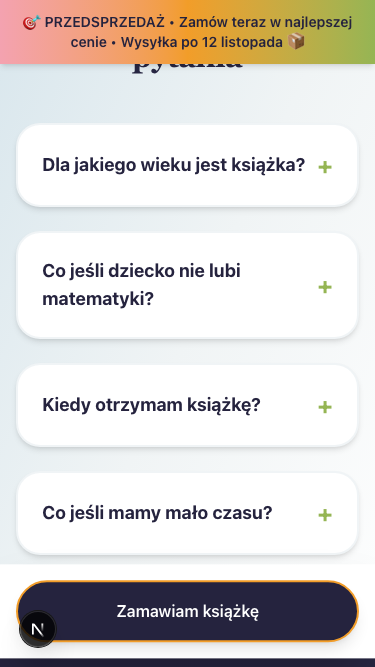 🎯 PRZEDSPRZEDAŻ • Zamów teraz w najlepszej
cenie • Wysyłka po 12 listopada 📦
pytania
Dla jakiego wieku jest książka? +
Co jeśli dziecko nie lubi
matematyki? +
Kiedy otrzymam książkę? +
Co jeśli mamy mało czasu? +
Zamawiam książkę
N